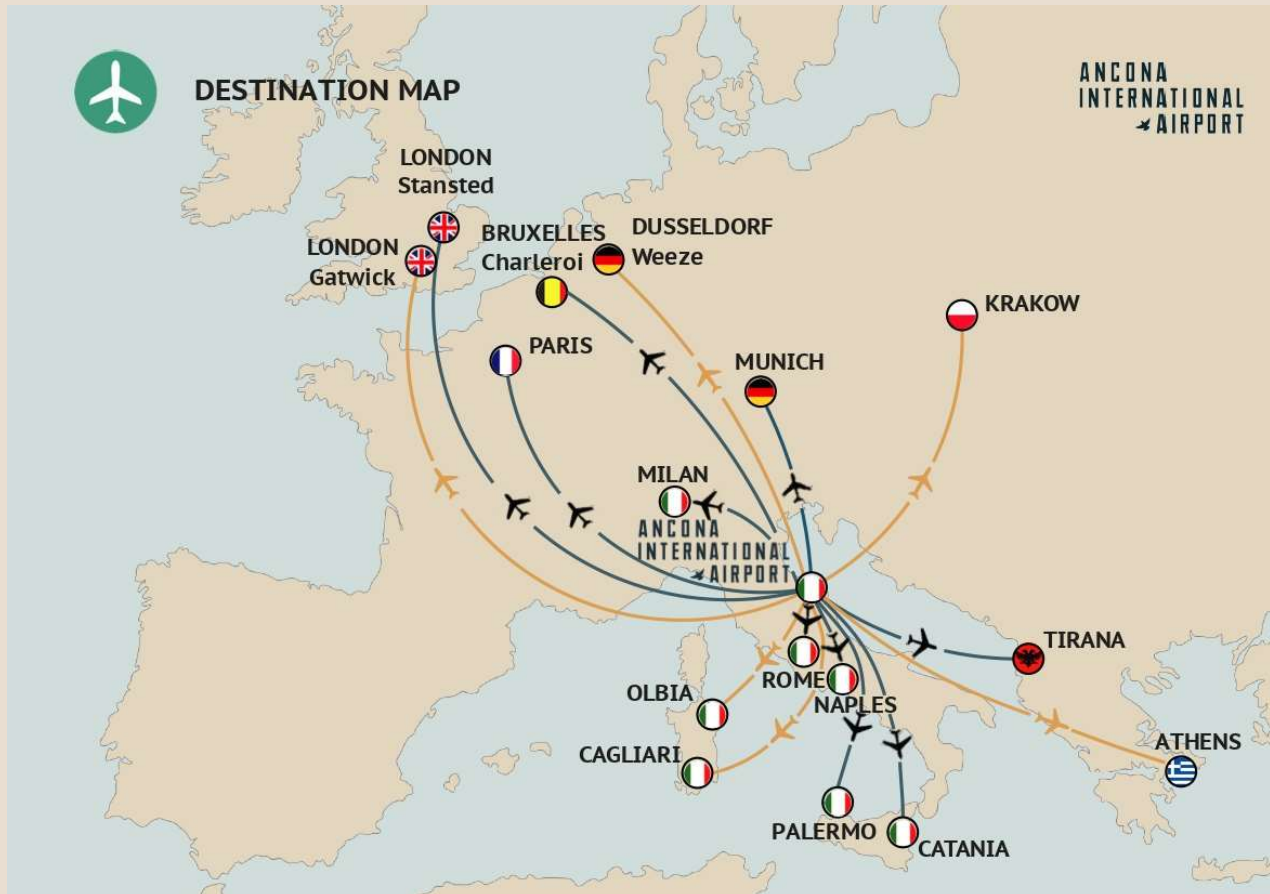 DESTINATION MAP
ANCONA
INTERNATIONAL
AIRPORT
LONDON
Stansted
LONDON
Gatwick
BRUXELLES
Charleroi
DUSSELDORF
Weeze
KRAKOW
PARIS
MUNICH
MILAN
ANCONA
INTERNATIONAL
AIRPORT
TIRANA
ROME
OLBIA
NAPLES
CAGLIARI
ATHENS
PALERMO
CATANIA